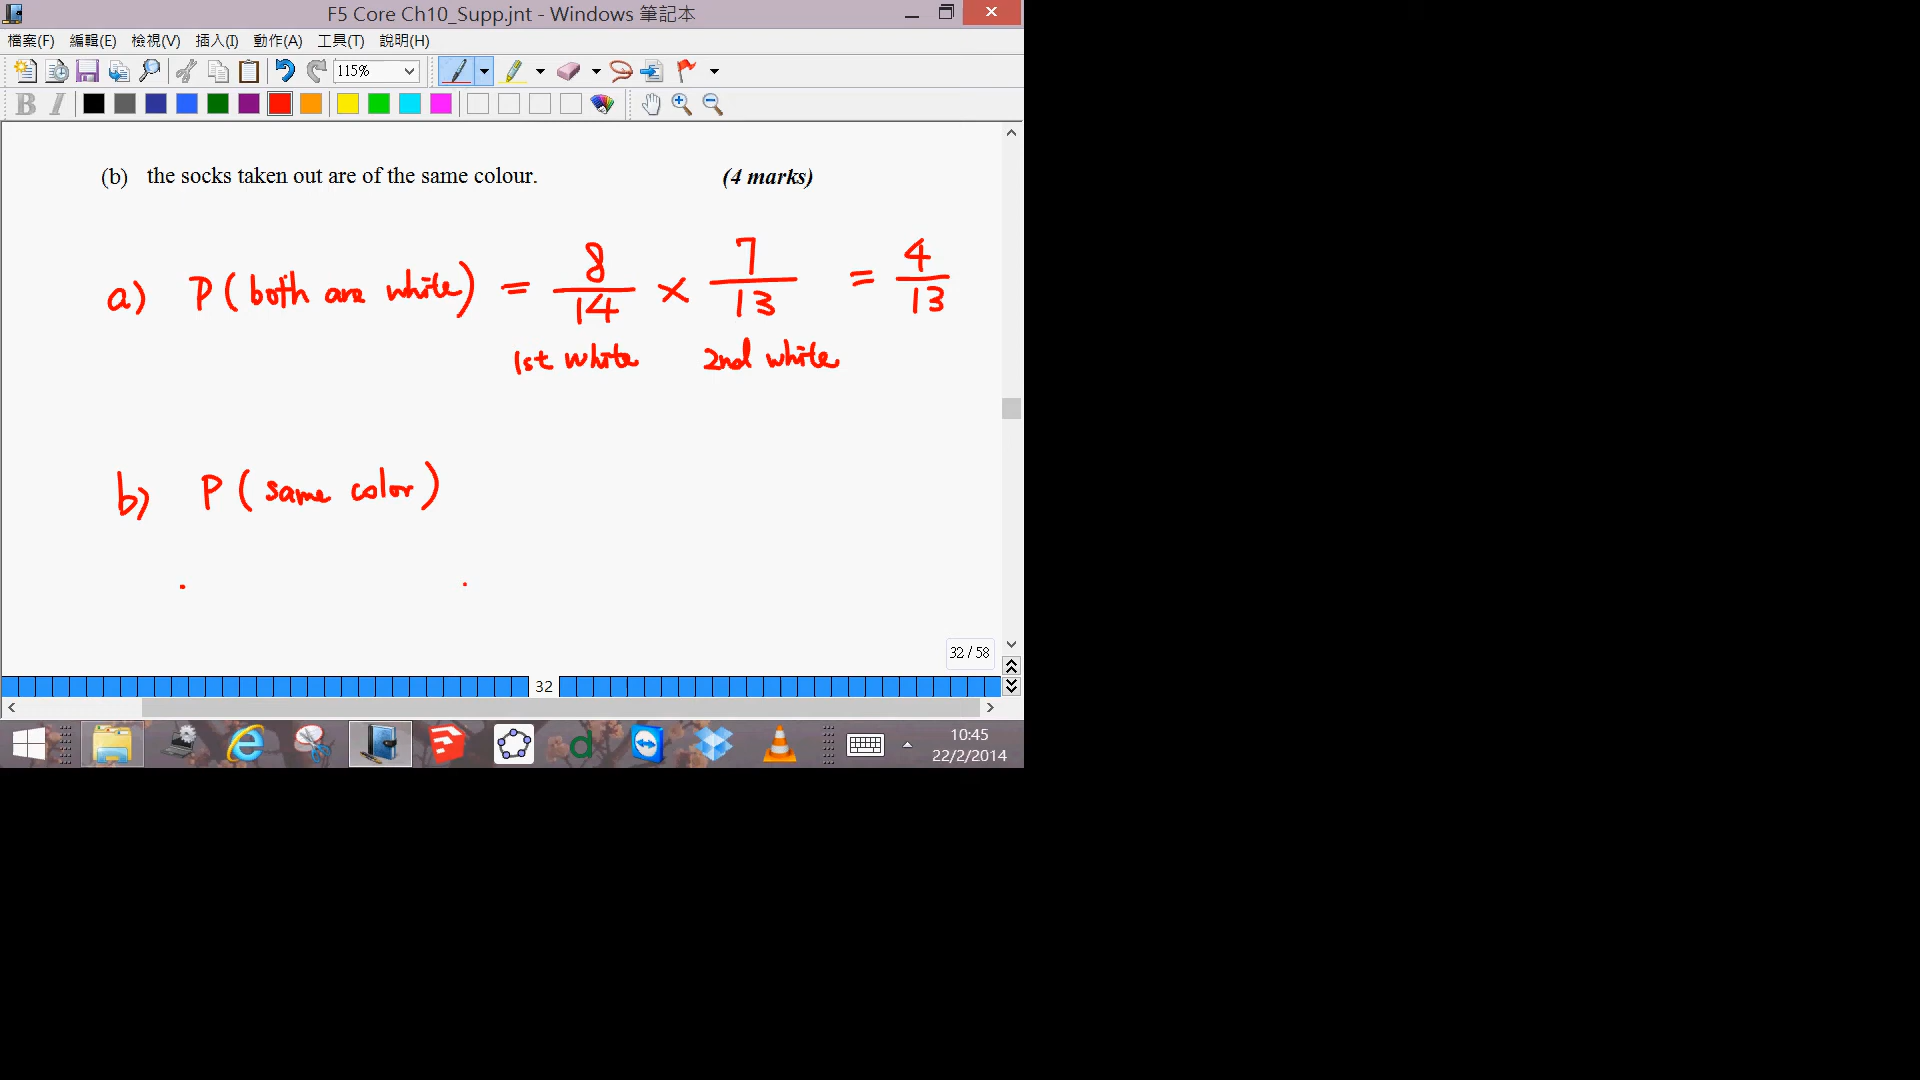 F5 Core Ch10_Supp.jnt - Windows 筆記本
檔案(F) 編輯(E) 檢視(V) 插入(I) 動作(A) 工具(T) 說明(H)
115%
B I
(b) the socks taken out are of the same colour. (4 marks)
a) P ( both are white ) = 8/14 × 7/13 = 4/13
1st white 2nd white
b) P ( same color )
32 / 58
32
d
10:45
22/2/2014